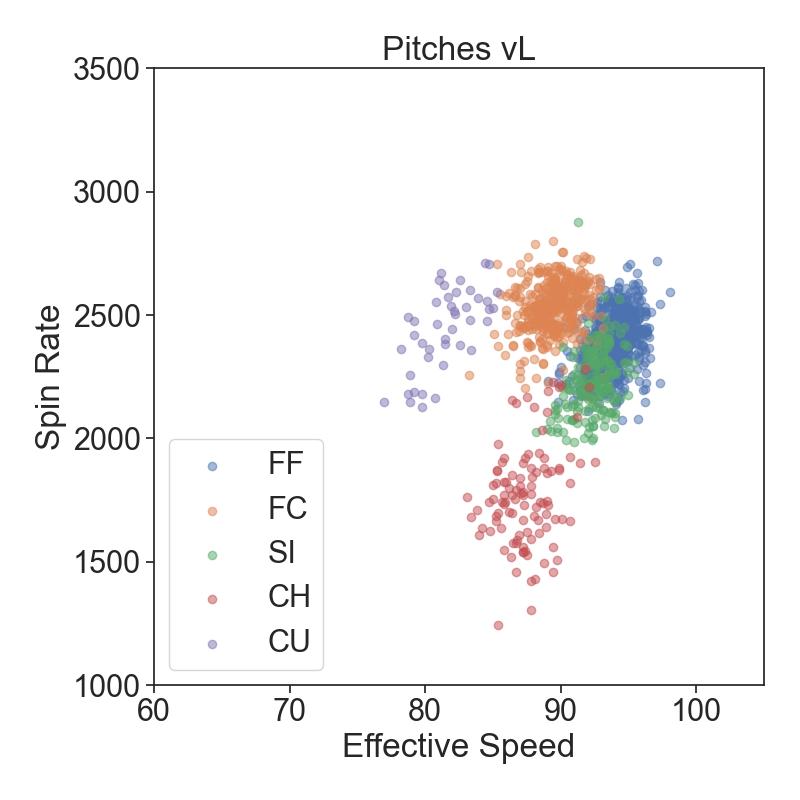 Pitches vL
3500
3000
2500
2000
1500
1000
Spin Rate
FF
FC
SI
CH
CU
60 70 80 90 100
Effective Speed